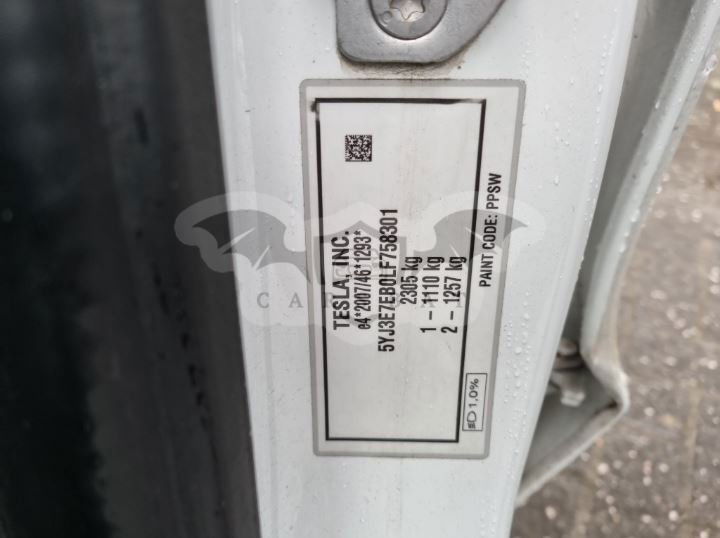 TESLA, INC.
e4*2007/46*1293*
5YJ3E7EB0LF758301
2305 kg
1 – 1110 kg
2 – 1257 kg
PAINT CODE: PPSW
1,0%